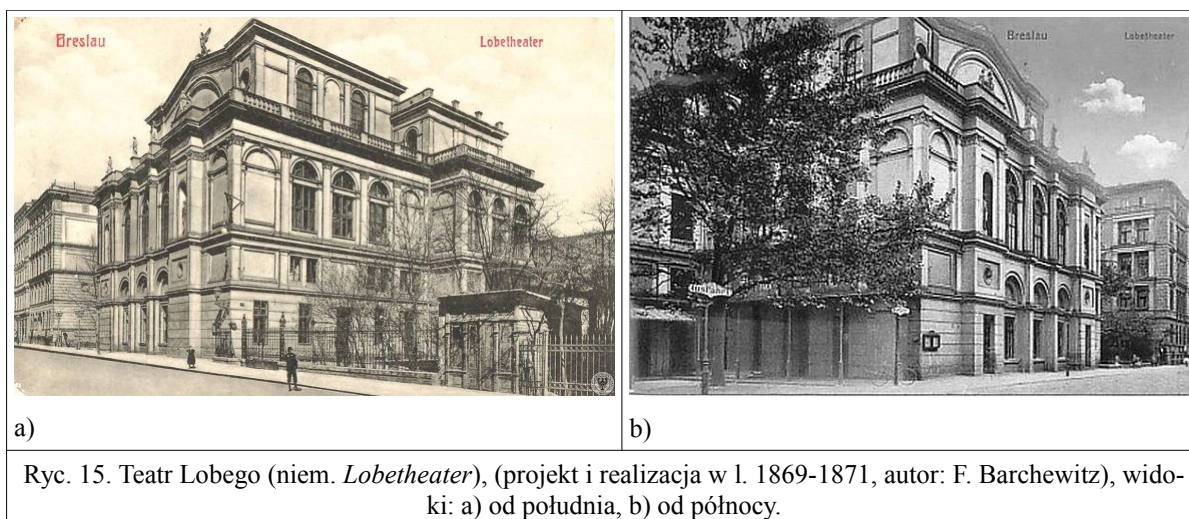 Breslau
Lobetheater
Breslau
Lobetheater
Ausfahrt
a)
b)
Ryc. 15. Teatr Lobego (niem. Lobetheater), (projekt i realizacja w l. 1869-1871, autor: F. Barchewitz), wido-
ki: a) od południa, b) od północy.